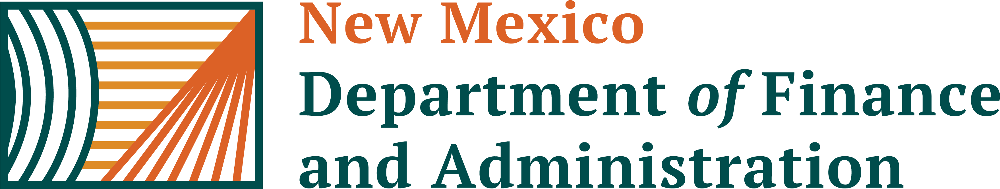 New Mexico
Department of Finance
and Administration